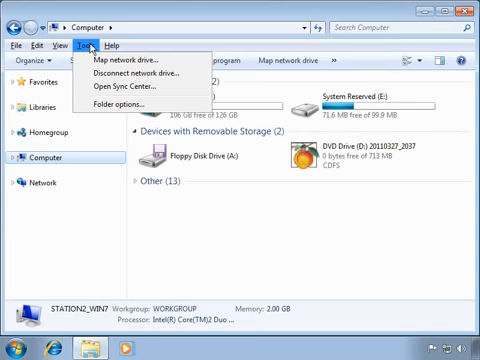 Computer
Search Computer
File Edit View Tools Help
Organize program Map network drive »
Map network drive...
Disconnect network drive...
Open Sync Center...
Folder options...
Favorites
Libraries
Homegroup
Computer
Network
106 GB free of 126 GB
System Reserved (E:)
71.6 MB free of 99.9 MB
Devices with Removable Storage (2)
Floppy Disk Drive (A:)
DVD Drive (D:) 20110327_2037
0 bytes free of 713 MB
CDFS
Other (13)
STATION2_WIN7 Workgroup: WORKGROUP Memory: 2.00 GB
Processor: Intel(R) Core(TM)2 Duo ...